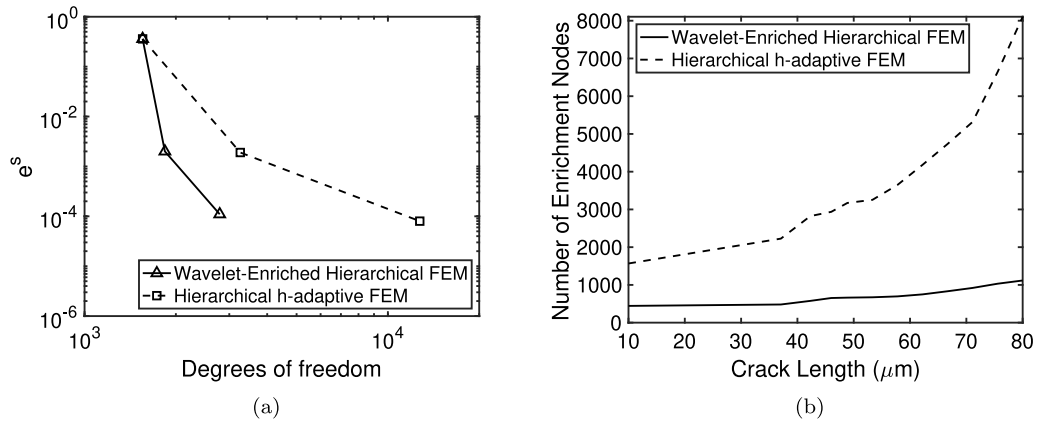 10^0
10^-2
10^-4
10^-6
e^s
10^3
10^4
Degrees of freedom
Wavelet-Enriched Hierarchical FEM
Hierarchical h-adaptive FEM
(a)
8000
7000
6000
5000
4000
3000
2000
1000
0
Number of Enrichment Nodes
Wavelet-Enriched Hierarchical FEM
Hierarchical h-adaptive FEM
10 20 30 40 50 60 70 80
Crack Length (μm)
(b)